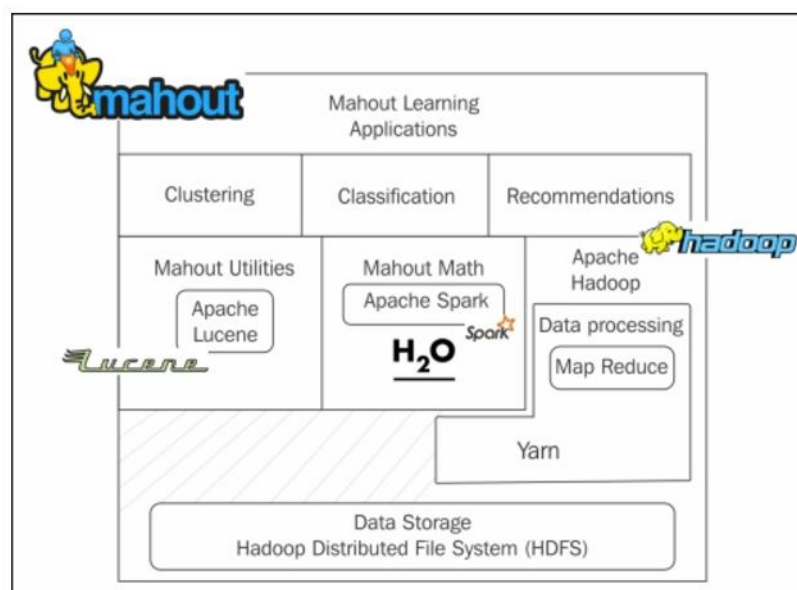 mahout
Mahout Learning
Applications
Clustering
Classification
Recommendations
hadoop
Mahout Utilities
Mahout Math
Apache
Hadoop
Apache
Lucene
Apache Spark
Spark
Lucene
H2O
Data processing
Map Reduce
Yarn
Data Storage
Hadoop Distributed File System (HDFS)